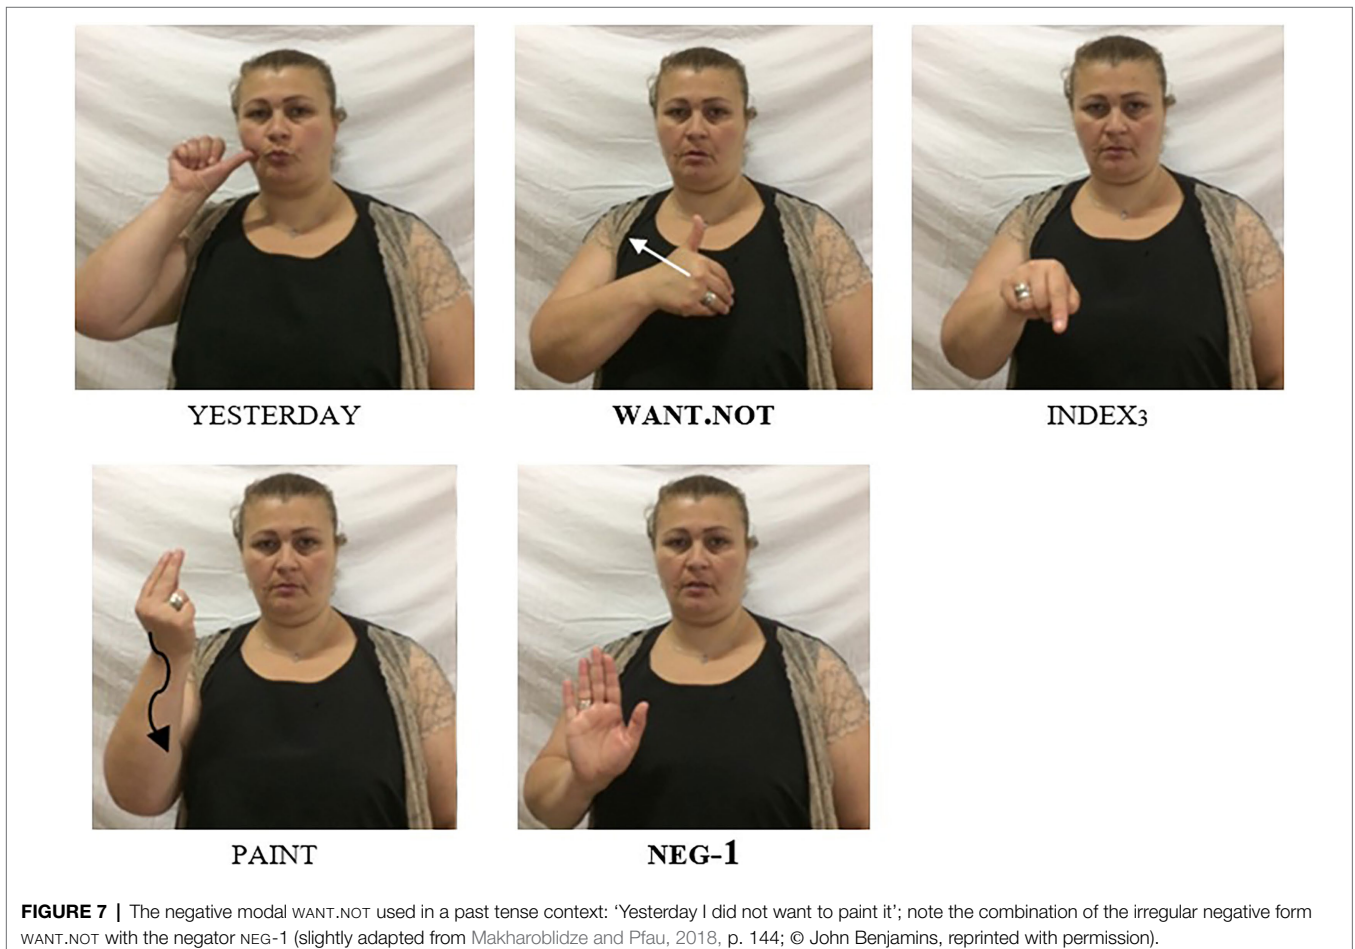 YESTERDAY WANT.NOT INDEX3
PAINT NEG-1
FIGURE 7 | The negative modal WANT.NOT used in a past tense context: ‘Yesterday I did not want to paint it’; note the combination of the irregular negative form
WANT.NOT with the negator NEG-1 (slightly adapted from Makharoblidze and Pfau, 2018, p. 144; © John Benjamins, reprinted with permission).